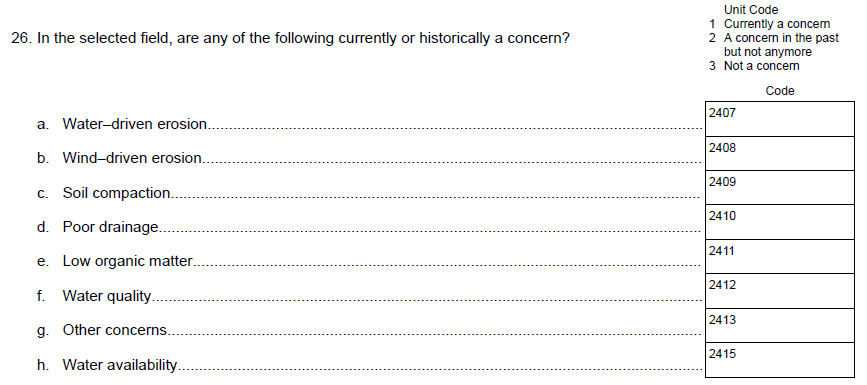 Unit Code
1 Currently a concern
26. In the selected field, are any of the following currently or historically a concern?
2 A concern in the past
but not anymore
3 Not a concern
Code
a. Water–driven erosion 2407
b. Wind–driven erosion 2408
c. Soil compaction 2409
d. Poor drainage 2410
e. Low organic matter 2411
f. Water quality 2412
g. Other concerns 2413
h. Water availability 2415